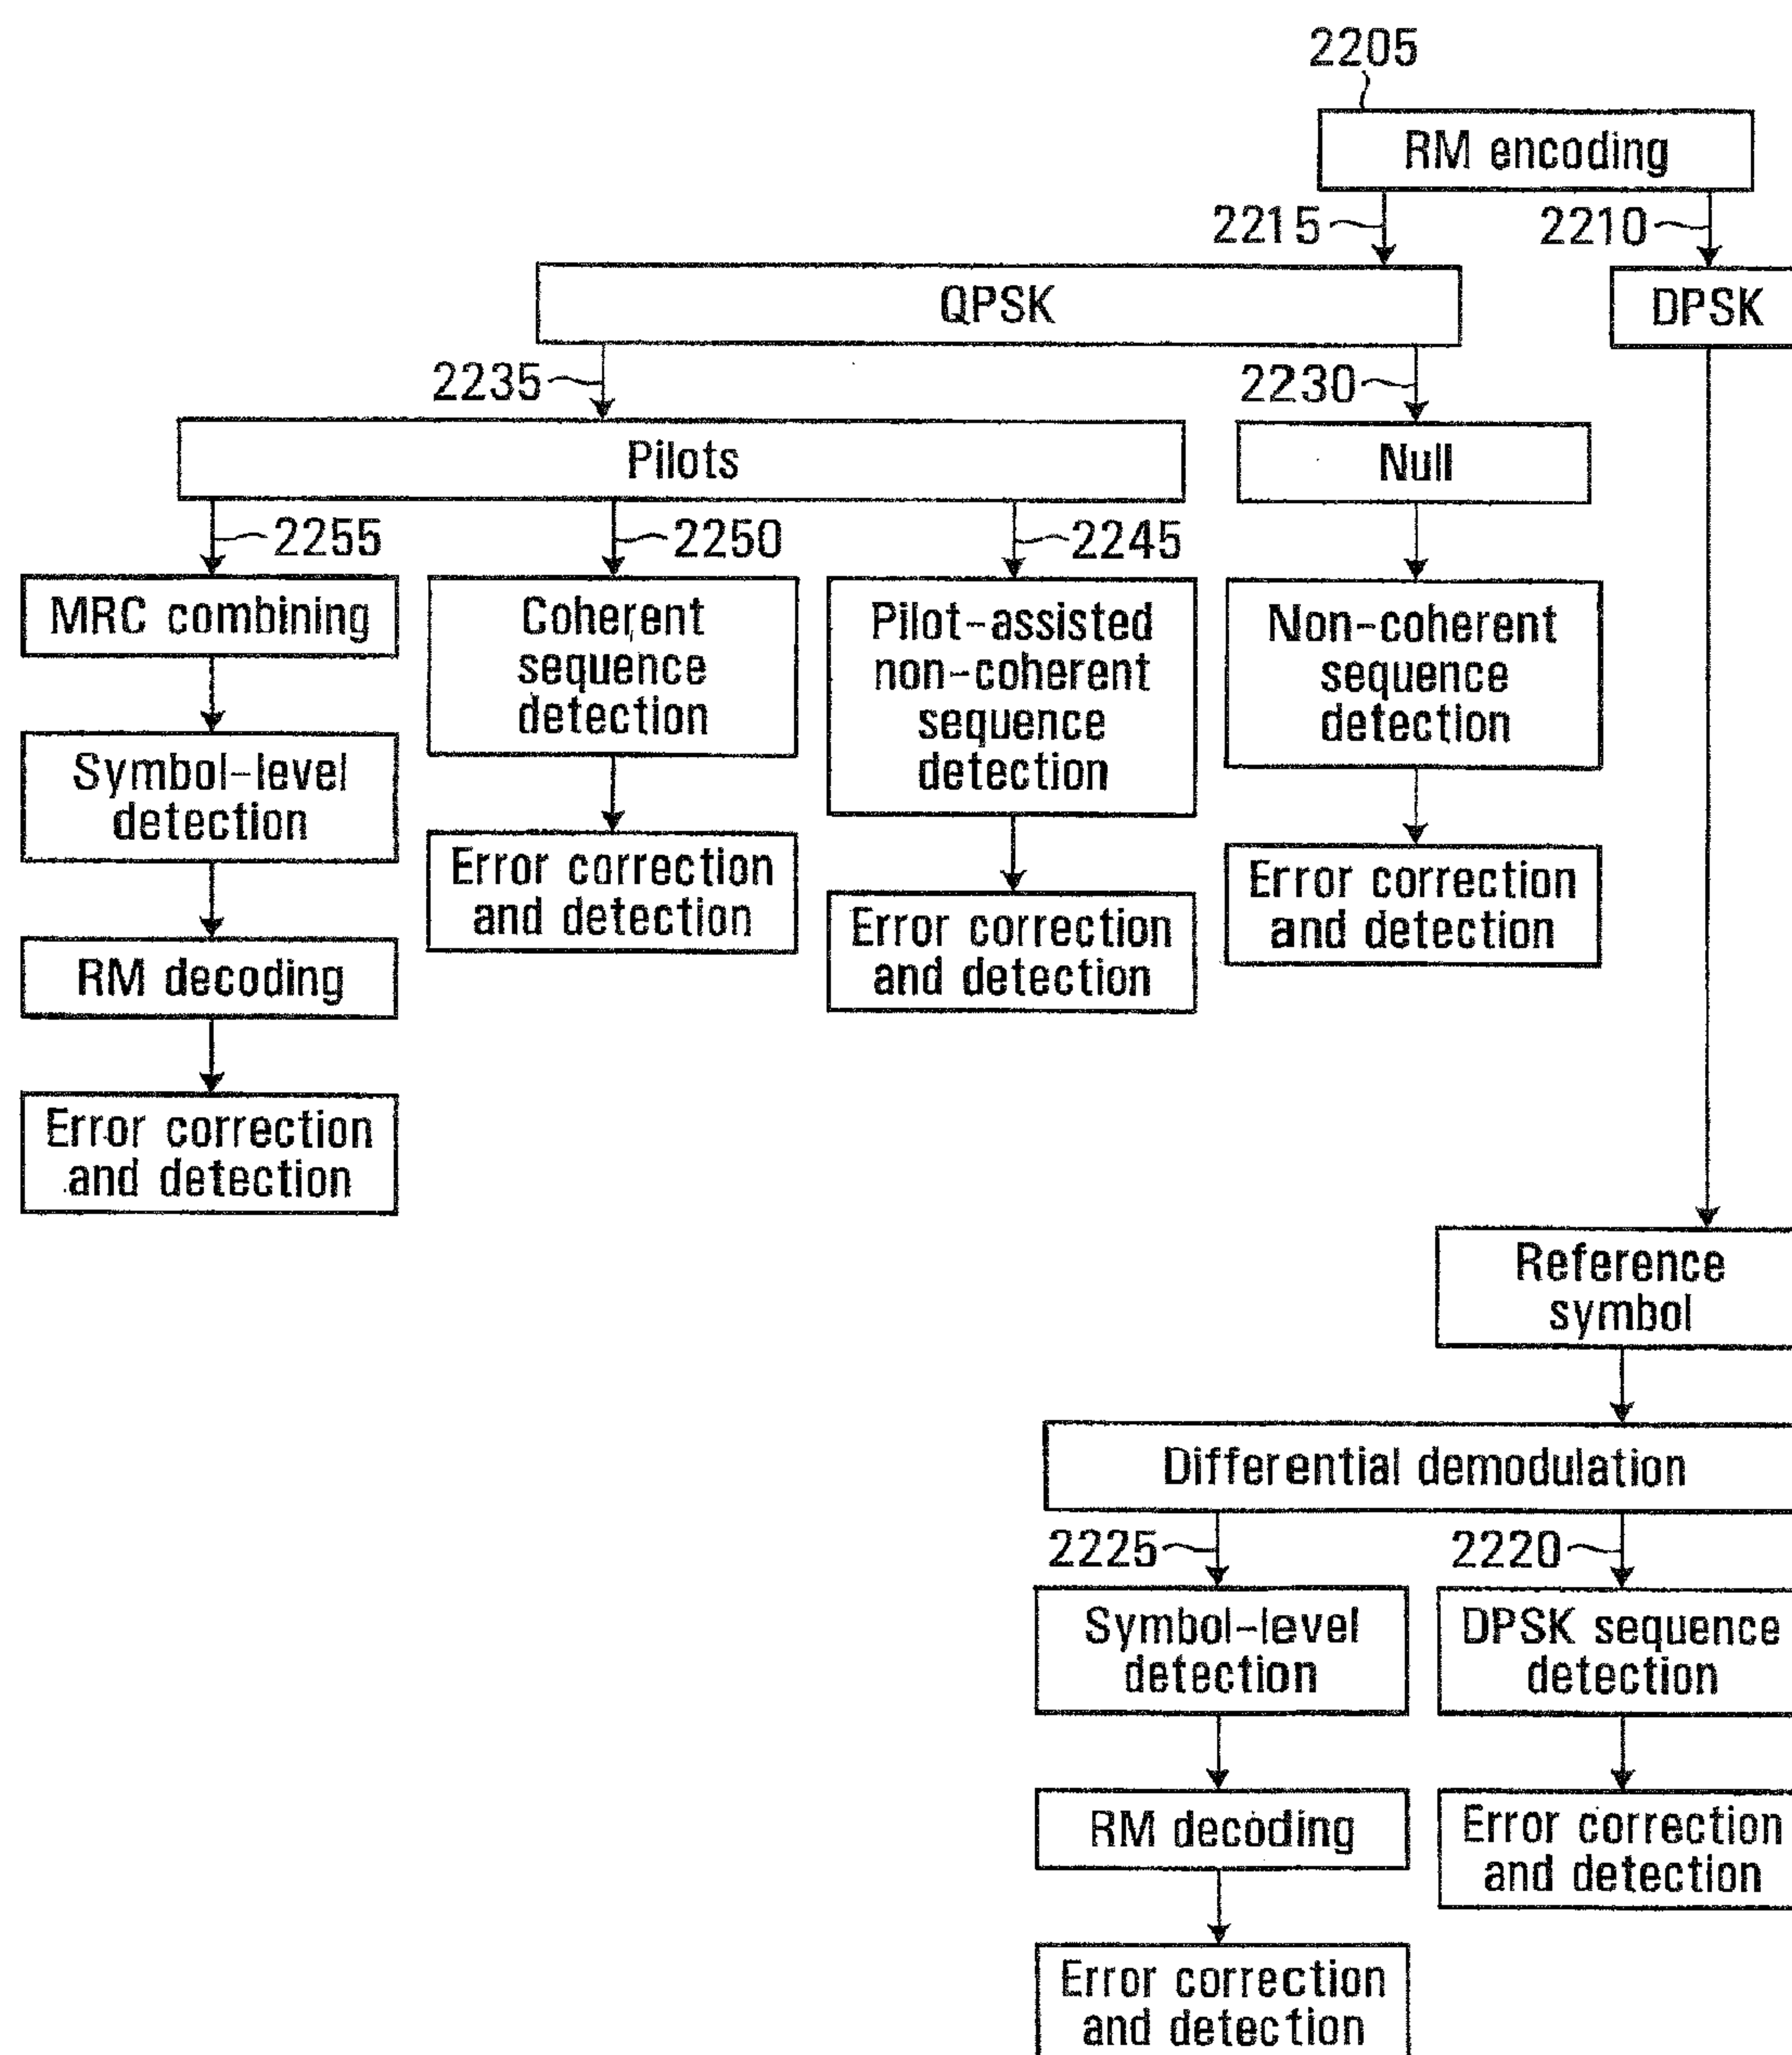 2205
RM encoding
2215
2210
QPSK
DPSK
2235
2230
Pilots
Null
2255
2250
2245
MRC combining
Coherent
sequence
detection
Pilot-assisted
non-coherent
sequence
detection
Non-coherent
sequence
detection
Symbol-level
detection
Error correction
and detection
Error correction
and detection
Error correction
and detection
RM decoding
Error correction
and detection
Reference
symbol
Differential demodulation
2225
2220
Symbol-level
detection
DPSK sequence
detection
RM decoding
Error correction
and detection
Error correction
and detection